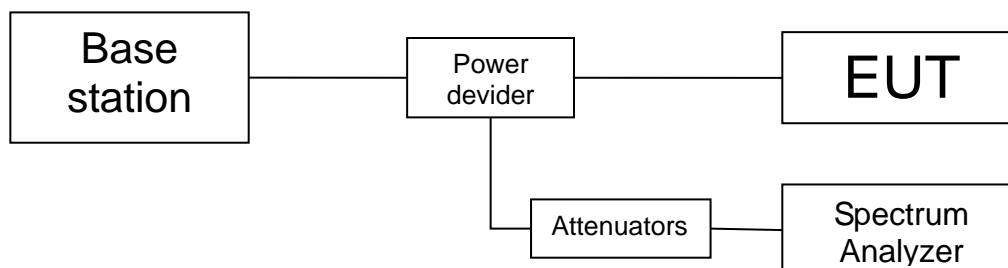 Base
station
Power
devider
EUT
Attenuators
Spectrum
Analyzer